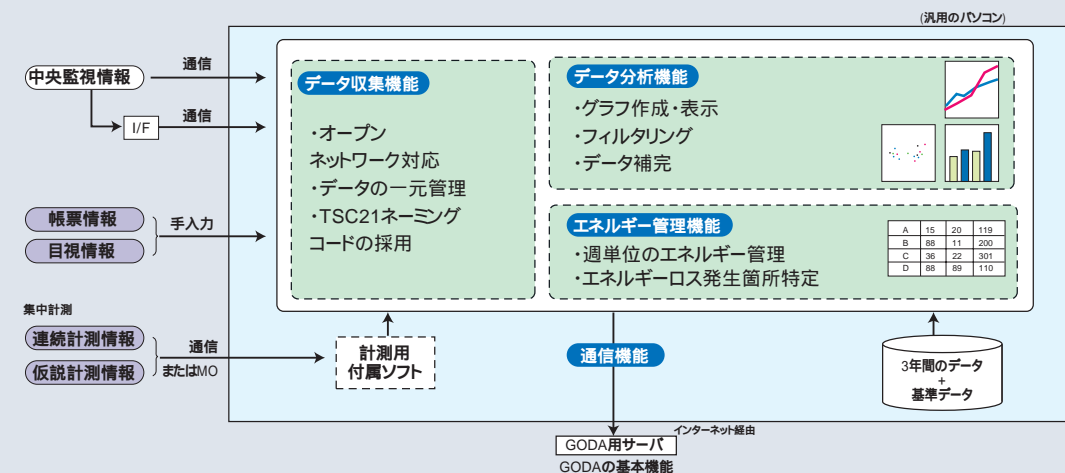 (汎用のパソコン)
中央監視情報
通信
I/F
通信
帳票情報
目視情報
手入力
集中計測
連続計測情報
仮説計測情報
通信
またはMO
計測用
付属ソフト
データ収集機能
・オープン
ネットワーク対応
・データの一元管理
・TSC21ネーミング
コードの採用
データ分析機能
・グラフ作成・表示
・フィルタリング
・データ補完
エネルギー管理機能
・週単位のエネルギー管理
・エネルギーロス発生箇所特定
A 15 20 119
B 88 11 200
C 36 22 301
D 88 89 110
通信機能
3年間のデータ
+
基準データ
インターネット経由
GODA用サーバ
GODAの基本機能